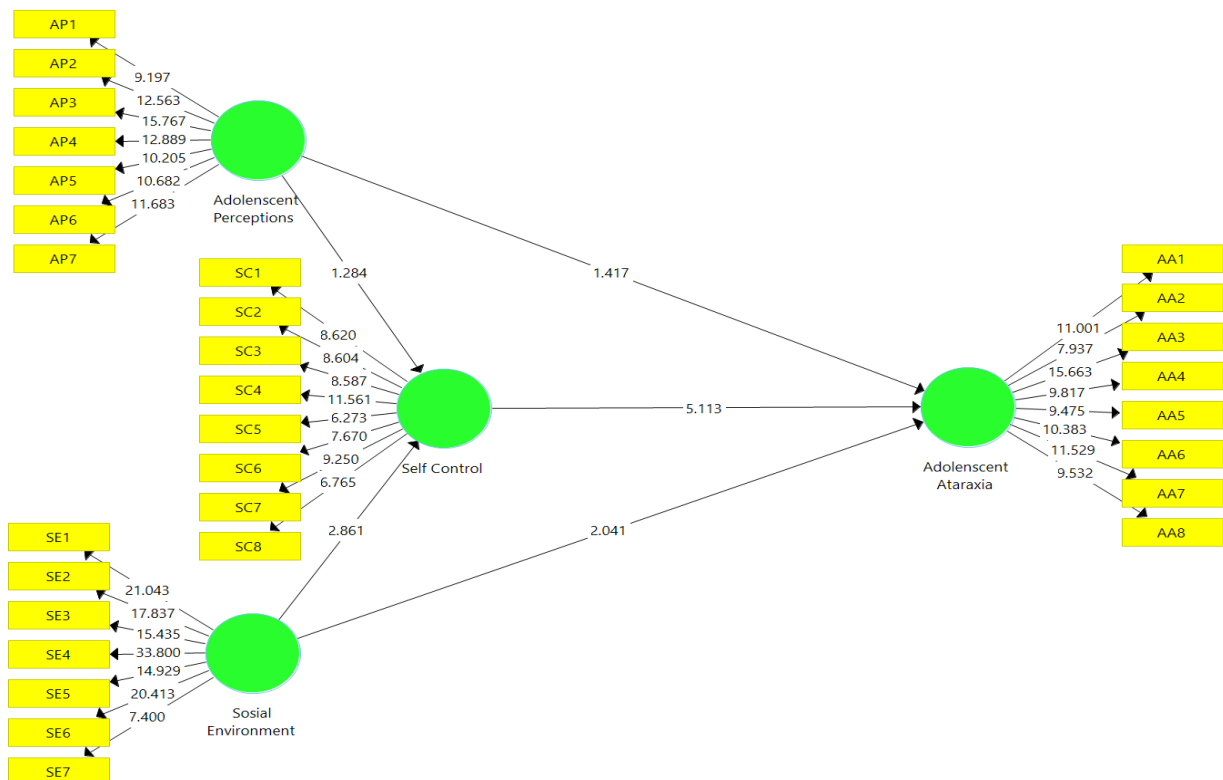 AP1
AP2
AP3
AP4
AP5
AP6
AP7
9.197
12.563
15.767
12.889
10.205
10.682
11.683
Adolenscent
Perceptions
1.284
1.417
SC1
SC2
SC3
SC4
SC5
SC6
SC7
SC8
8.620
8.604
8.587
11.561
6.273
7.670
9.250
6.765
Self Control
5.113
2.861
2.041
AA1
AA2
AA3
AA4
AA5
AA6
AA7
AA8
11.001
7.937
15.663
9.817
9.475
10.383
11.529
9.532
Adolenscent
Ataraxia
SE1
SE2
SE3
SE4
SE5
SE6
SE7
21.043
17.837
15.435
33.800
14.929
20.413
7.400
Sosial
Environment